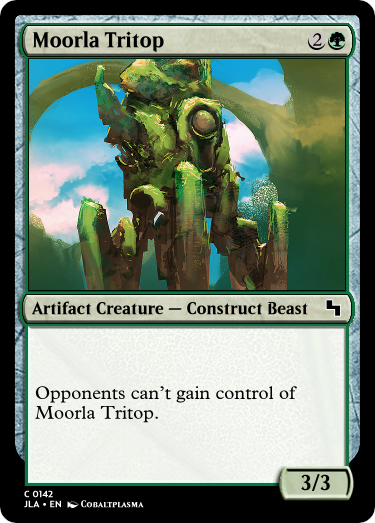 Moorla Tritop 2
Artifact Creature — Construct Beast
Opponents can't gain control of
Moorla Tritop.
3/3
C 0142
JLA • EN Cobaltplasma